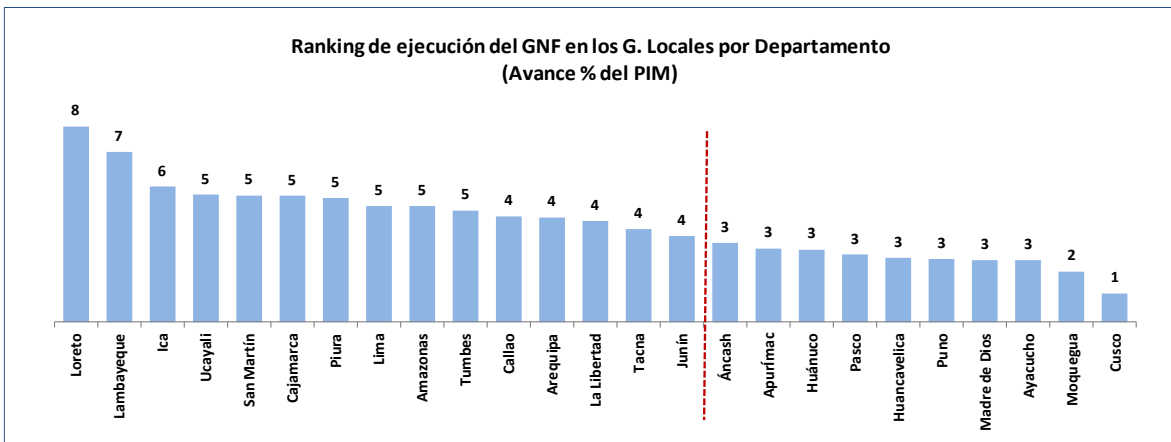 Ranking de ejecución del GNF en los G. Locales por Departamento
(Avance % del PIM)
8
7
6
5
5
5
5
5
5
5
4
4
4
4
4
3
3
3
3
3
3
3
3
2
1
Loreto
Lambayeque
Ica
Ucayali
San Martín
Cajamarca
Piura
Lima
Amazonas
Tumbes
Callao
Arequipa
La Libertad
Tacna
Junín
Áncash
Apurímac
Huánuco
Pasco
Huancavelica
Puno
Madre de Dios
Ayacucho
Moquegua
Cusco